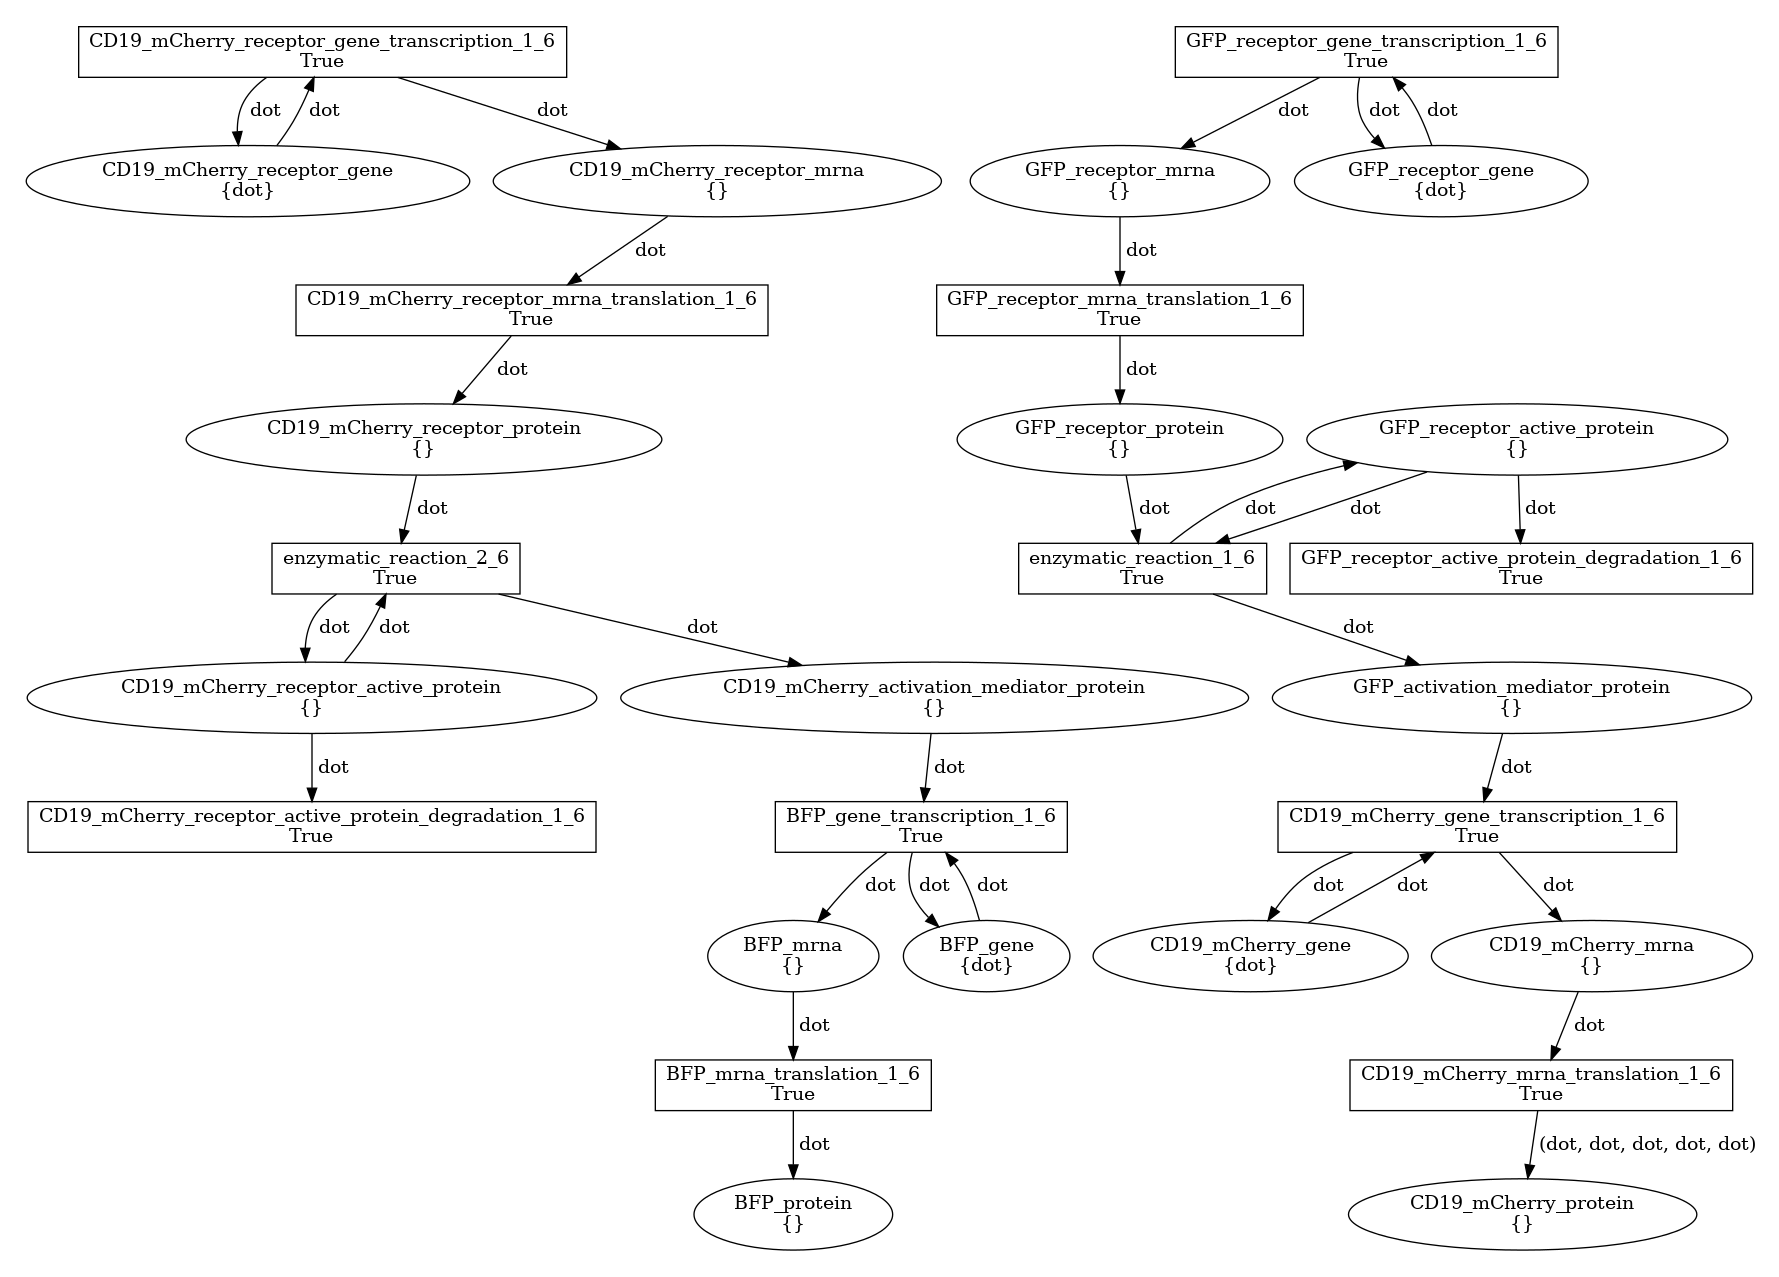 CD19_mCherry_receptor_gene_transcription_1_6
True
GFP_receptor_gene_transcription_1_6
True
dot
dot
dot
dot
dot
dot
CD19_mCherry_receptor_gene
{dot}
CD19_mCherry_receptor_mrna
{}
GFP_receptor_mrna
{}
GFP_receptor_gene
{dot}
dot
dot
CD19_mCherry_receptor_mrna_translation_1_6
True
GFP_receptor_mrna_translation_1_6
True
dot
dot
CD19_mCherry_receptor_protein
{}
GFP_receptor_protein
{}
GFP_receptor_active_protein
{}
dot
dot
dot
dot
dot
enzymatic_reaction_2_6
True
enzymatic_reaction_1_6
True
GFP_receptor_active_protein_degradation_1_6
True
dot
dot
dot
dot
CD19_mCherry_receptor_active_protein
{}
CD19_mCherry_activation_mediator_protein
{}
GFP_activation_mediator_protein
{}
dot
dot
dot
CD19_mCherry_receptor_active_protein_degradation_1_6
True
BFP_gene_transcription_1_6
True
CD19_mCherry_gene_transcription_1_6
True
dot
dot
dot
dot
dot
dot
BFP_mrna
{}
BFP_gene
{dot}
CD19_mCherry_gene
{dot}
CD19_mCherry_mrna
{}
dot
dot
BFP_mrna_translation_1_6
True
CD19_mCherry_mrna_translation_1_6
True
dot
(dot, dot, dot, dot, dot)
BFP_protein
{}
CD19_mCherry_protein
{}